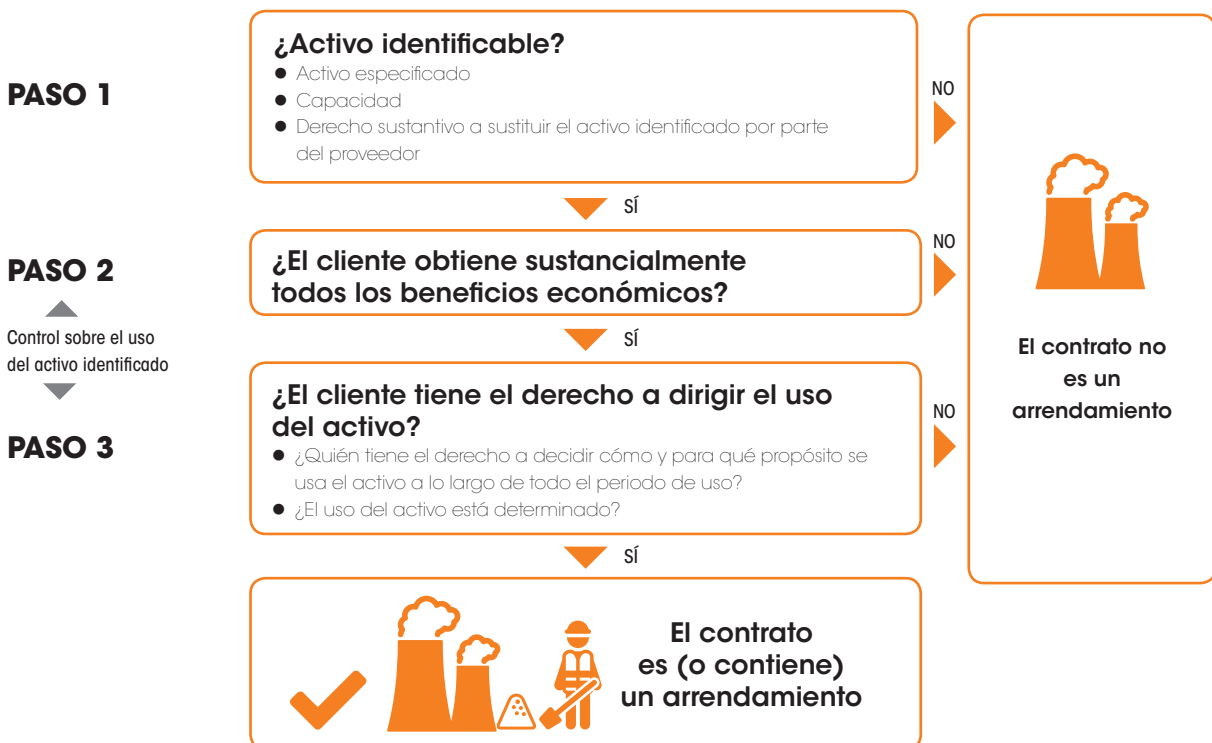 PASO 1
¿Activo identificable?
● Activo especificado
● Capacidad
● Derecho sustantivo a sustituir el activo identificado por parte
del proveedor
NO
SÍ
PASO 2
¿El cliente obtiene sustancialmente
todos los beneficios económicos?
NO
Control sobre el uso
del activo identificado
SÍ
PASO 3
¿El cliente tiene el derecho a dirigir el uso
del activo?
● ¿Quién tiene el derecho a decidir cómo y para qué propósito se
usa el activo a lo largo de todo el periodo de uso?
● ¿El uso del activo está determinado?
NO
SÍ
El contrato no
es un
arrendamiento
El contrato
es (o contiene)
un arrendamiento